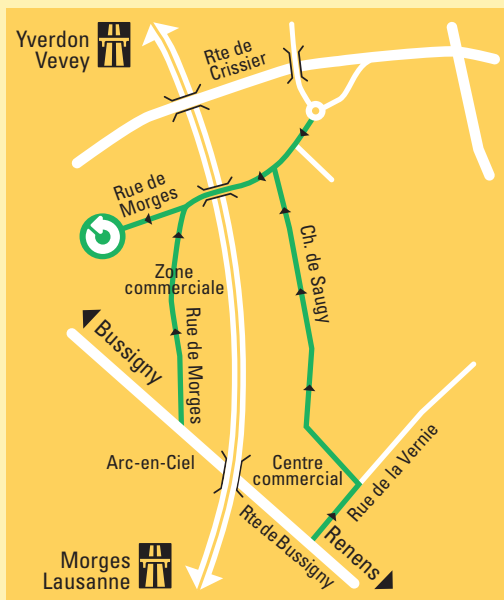 Yverdon
Vevey
Rte de
Crissier
Rue de
Morges
Zone
commerciale
Ch. de Saugy
Rue de Morges
Bussigny
Arc-en-Ciel
Centre
commercial
Rue de la Vernie
Rte de Bussigny
Renens
Morges
Lausanne